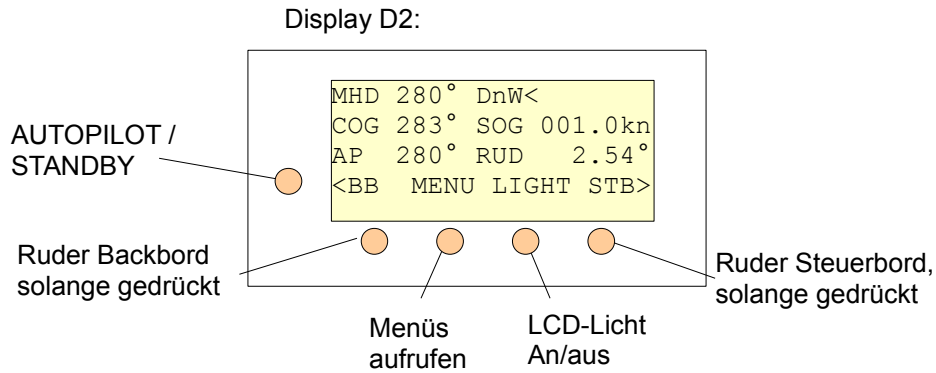 Display D2:
MHD 280° DnW<
COG 283° SOG 001.0kn
AP 280° RUD 2.54°
<BB MENU LIGHT STB>
AUTOPILOT /
STANDBY
Ruder Backbord
solange gedrückt
Menüs
aufrufen
LCD-Licht
An/aus
Ruder Steuerbord,
solange gedrückt